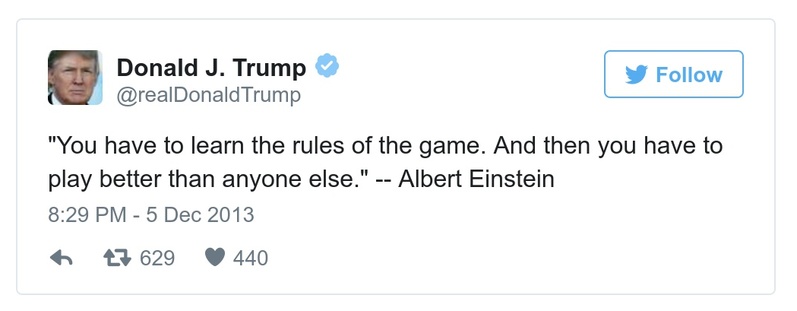 Donald J. Trump
@realDonaldTrump
Follow
"You have to learn the rules of the game. And then you have to
play better than anyone else." -- Albert Einstein
8:29 PM - 5 Dec 2013
629 440